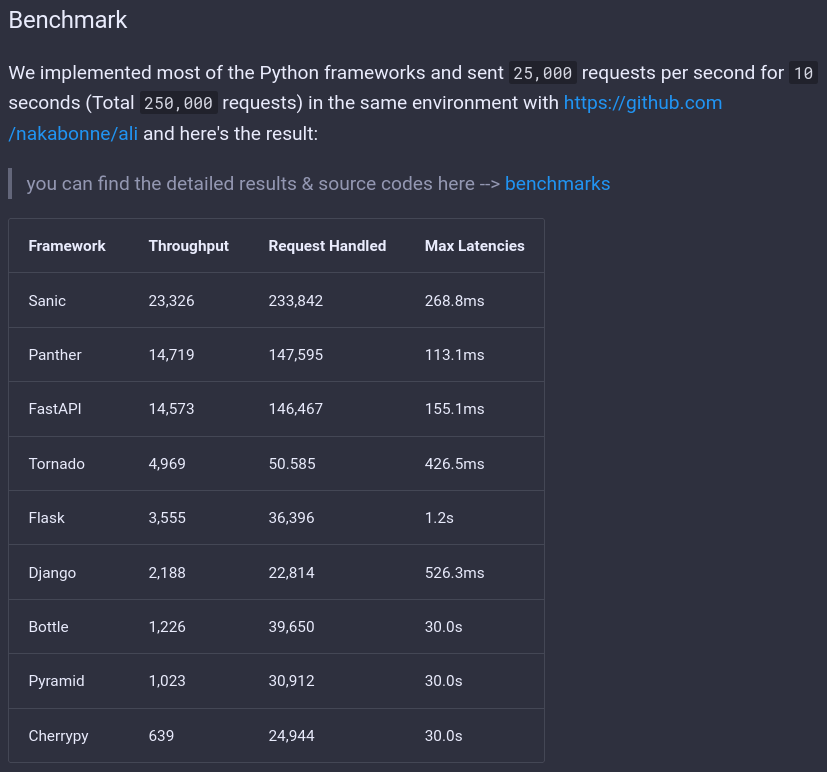 Benchmark
We implemented most of the Python frameworks and sent 25,000 requests per second for 10
seconds (Total 250,000 requests) in the same environment with https://github.com
/nakabonne/ali and here's the result:
you can find the detailed results & source codes here --> benchmarks
Framework Throughput Request Handled Max Latencies
Sanic 23,326 233,842 268.8ms
Panther 14,719 147,595 113.1ms
FastAPI 14,573 146,467 155.1ms
Tornado 4,969 50.585 426.5ms
Flask 3,555 36,396 1.2s
Django 2,188 22,814 526.3ms
Bottle 1,226 39,650 30.0s
Pyramid 1,023 30,912 30.0s
Cherrypy 639 24,944 30.0s